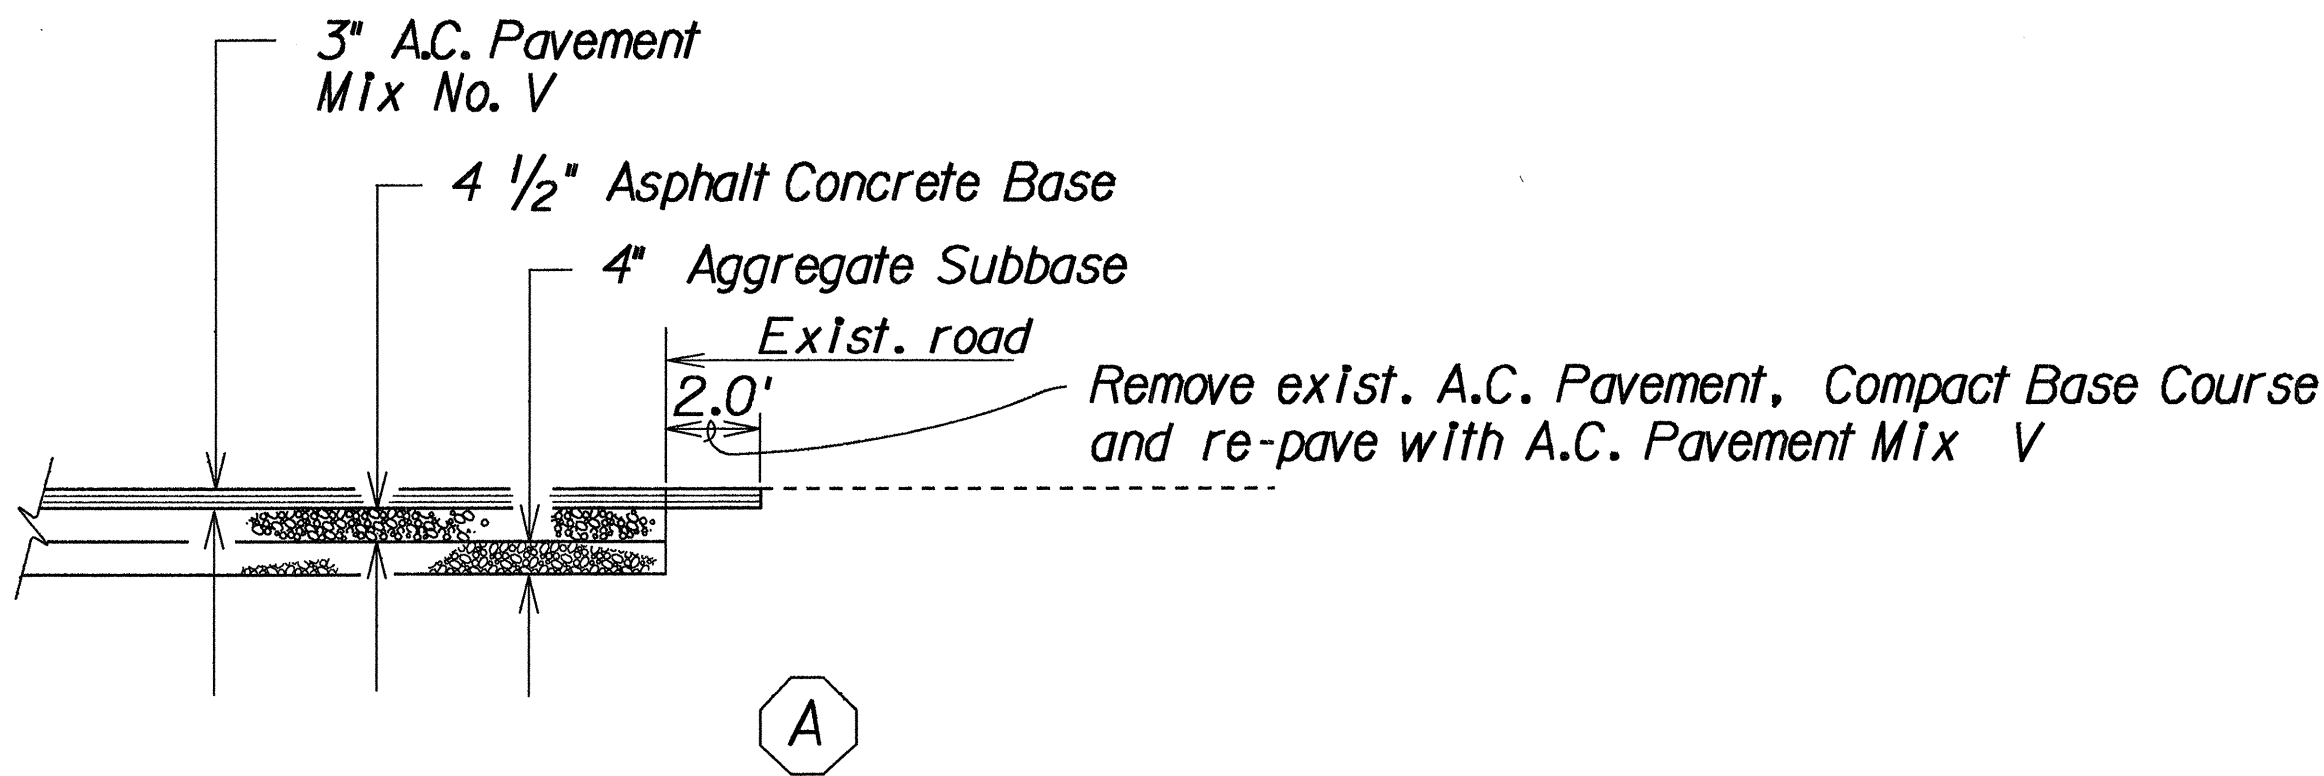 3" A.C. Pavement
Mix No. V
4 1/2" Asphalt Concrete Base
4" Aggregate Subbase
Exist. road
2.0'
Remove exist. A.C. Pavement, Compact Base Course
and re-pave with A.C. Pavement Mix V
A